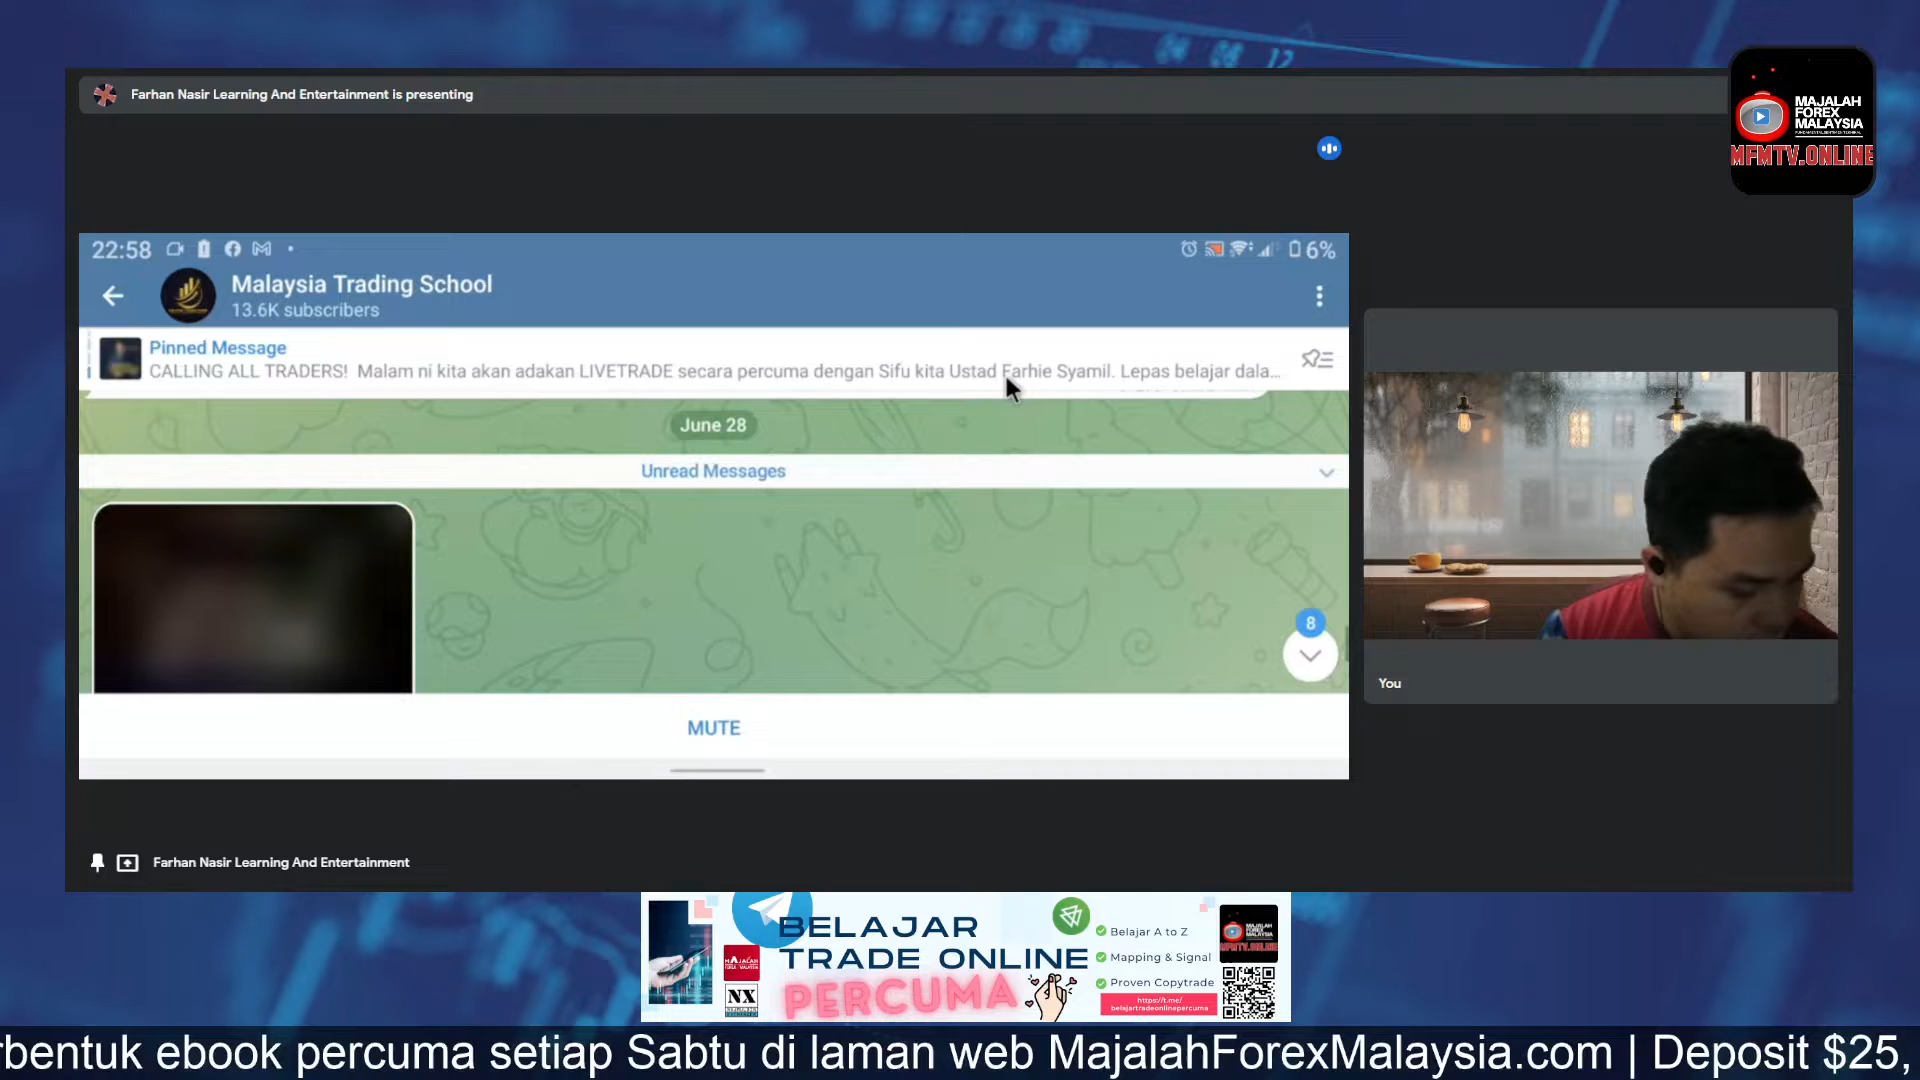 Farhan Nasir Learning And Entertainment is presenting
MAJALAH
FOREX
MALAYSIA
MFMTV.ONLINE
22:58
6%
Malaysia Trading School
13.6K subscribers
Pinned Message
CALLING ALL TRADERS! Malam ni kita akan adakan LIVETRADE secara percuma dengan Sifu kita Ustad Farhie Syamil. Lepas belajar dala...
June 28
Unread Messages
8
MUTE
You
Farhan Nasir Learning And Entertainment
BELAJAR
TRADE ONLINE
PERCUMA
NX
Belajar A to Z
Mapping & Signal
Proven Copytrade
https://t.me/
belajartradeonlinepercuma
rbentuk ebook percuma setiap Sabtu di laman web MajalahForexMalaysia.com | Deposit $25,